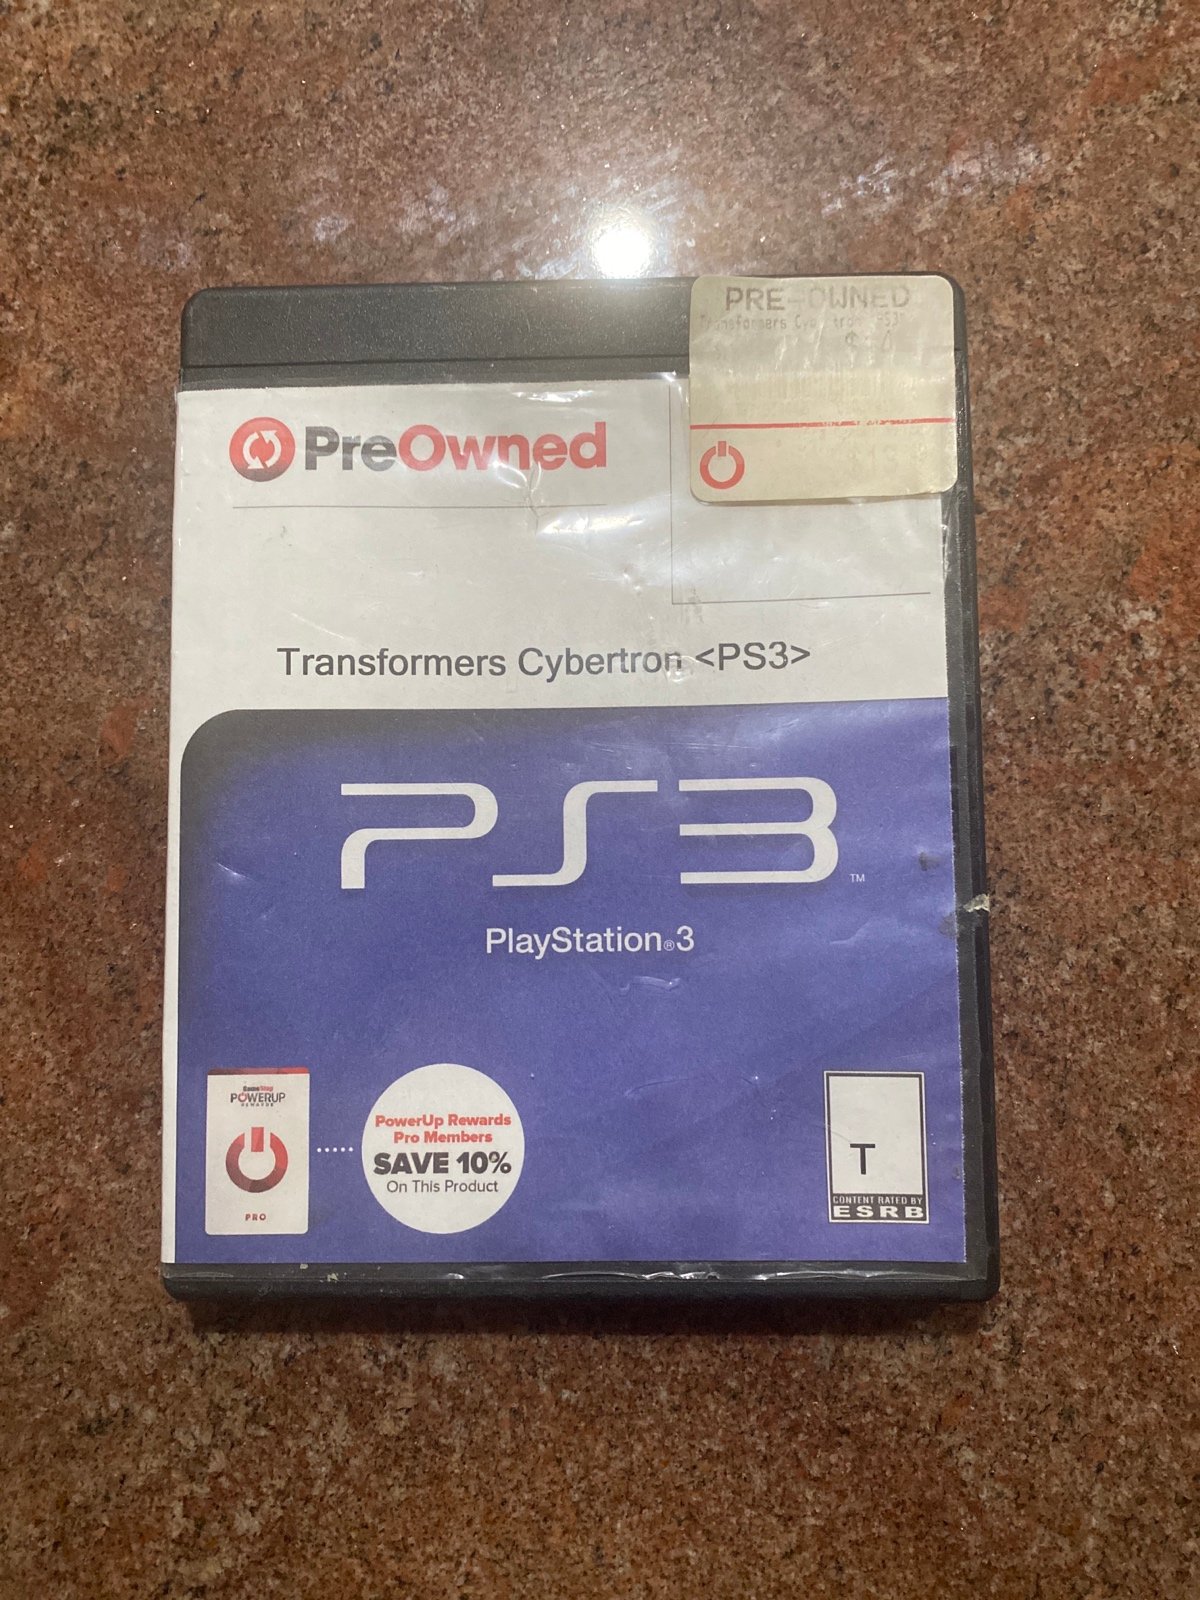 PRE-OWNED
Transformers
PreOwned
Transformers Cybertron <PS3>
PS3 ™
PlayStation®3
GameStop
POWERUP
REWARDS
PRO
PowerUp Rewards
Pro Members
SAVE 10%
On This Product
T
CONTENT RATED BY
ESRB